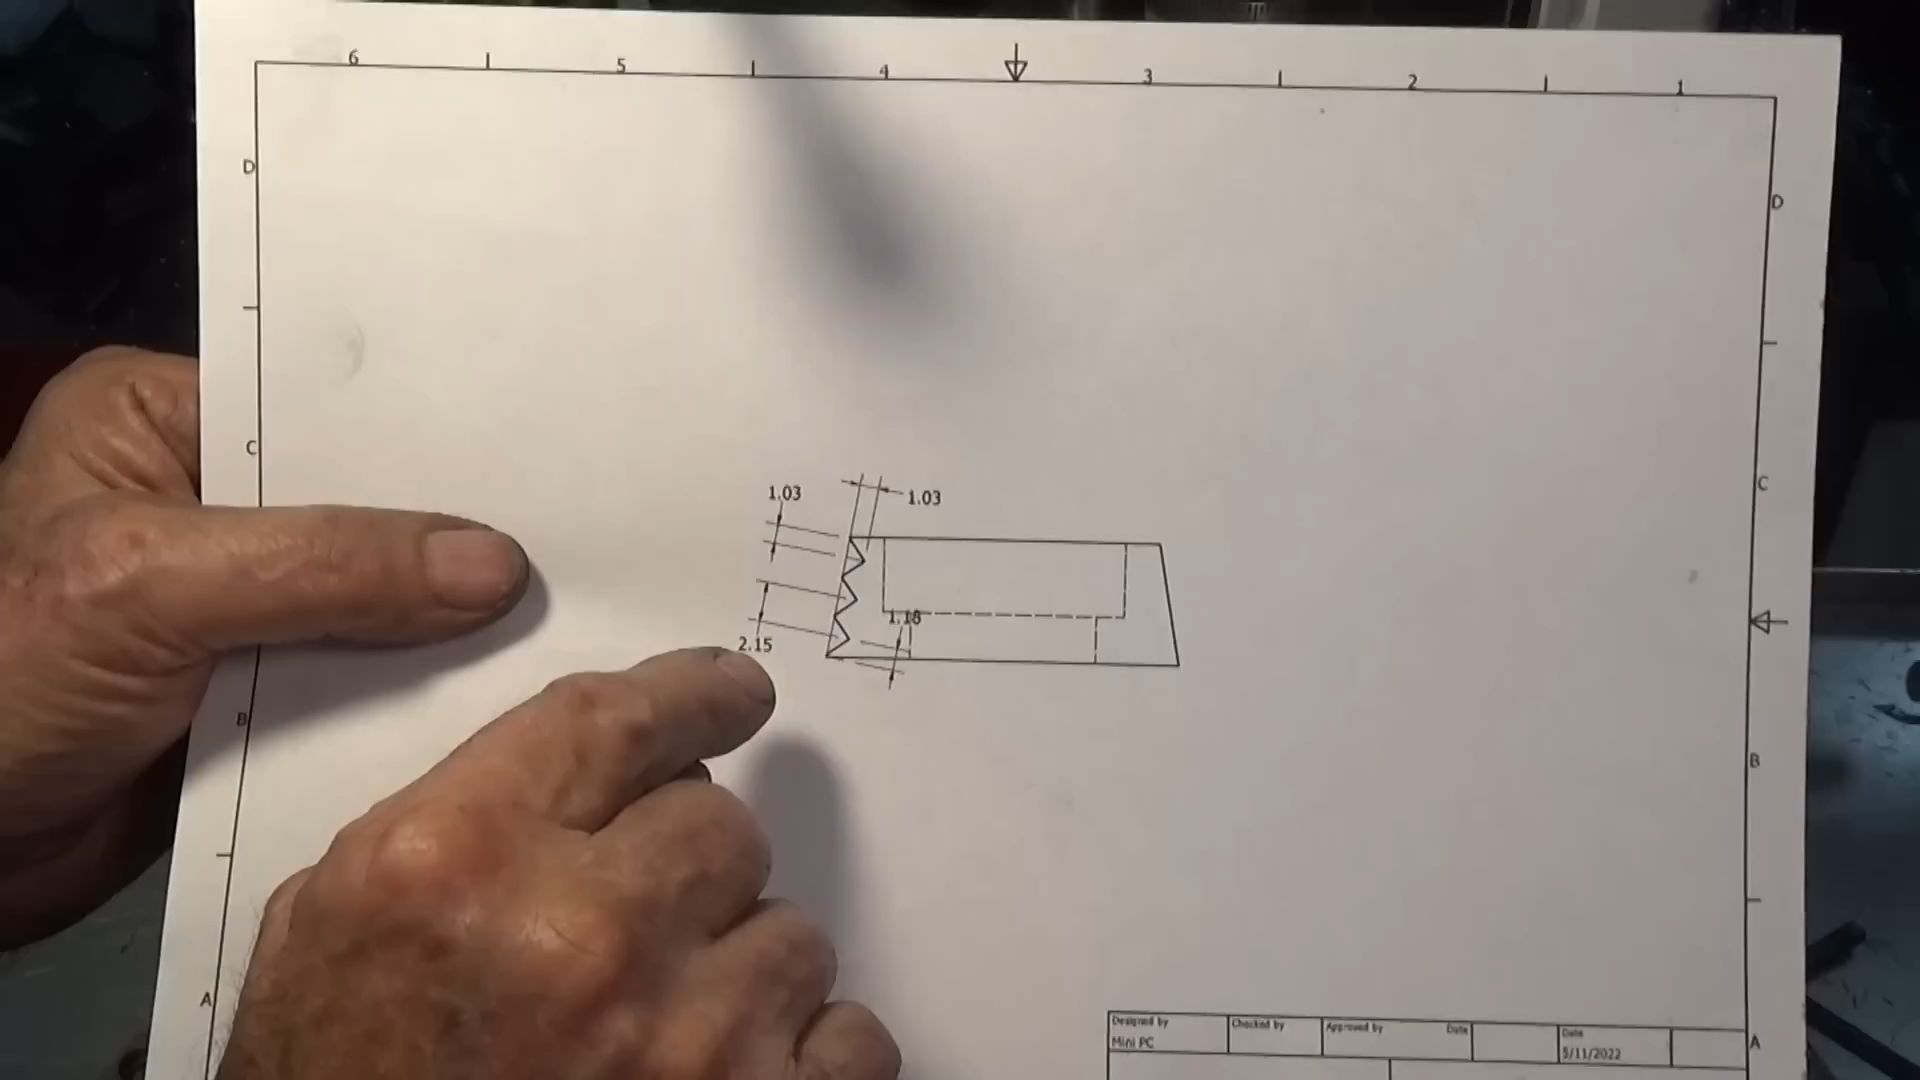 6 5 4 3 2 1
D D
1.03 1.03
C C
1.18
2.15
B B
A A
Designed by Checked by Approved by Date Date
Mini PC 5/11/2022